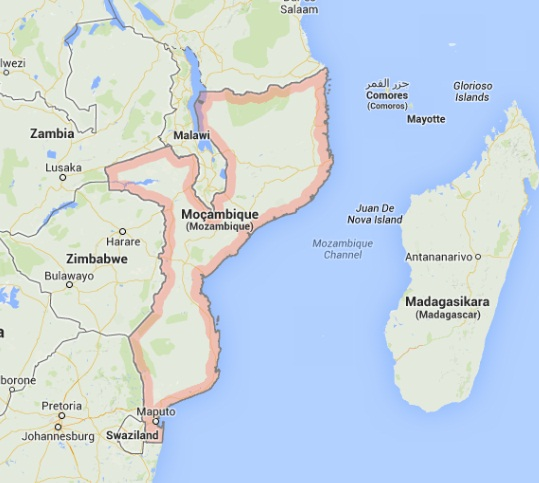 Salaam
lwezi
Zambia
Lusaka
Malawi
جزر القمر
Comores
(Comoros)
Glorioso
Islands
Mayotte
Moçambique
(Mozambique)
Juan De
Nova Island
Harare
Zimbabwe
Bulawayo
Mozambique
Channel
Antananarivo
Madagasikara
(Madagascar)
a
borone
Pretoria
Johannesburg
Maputo
Swaziland